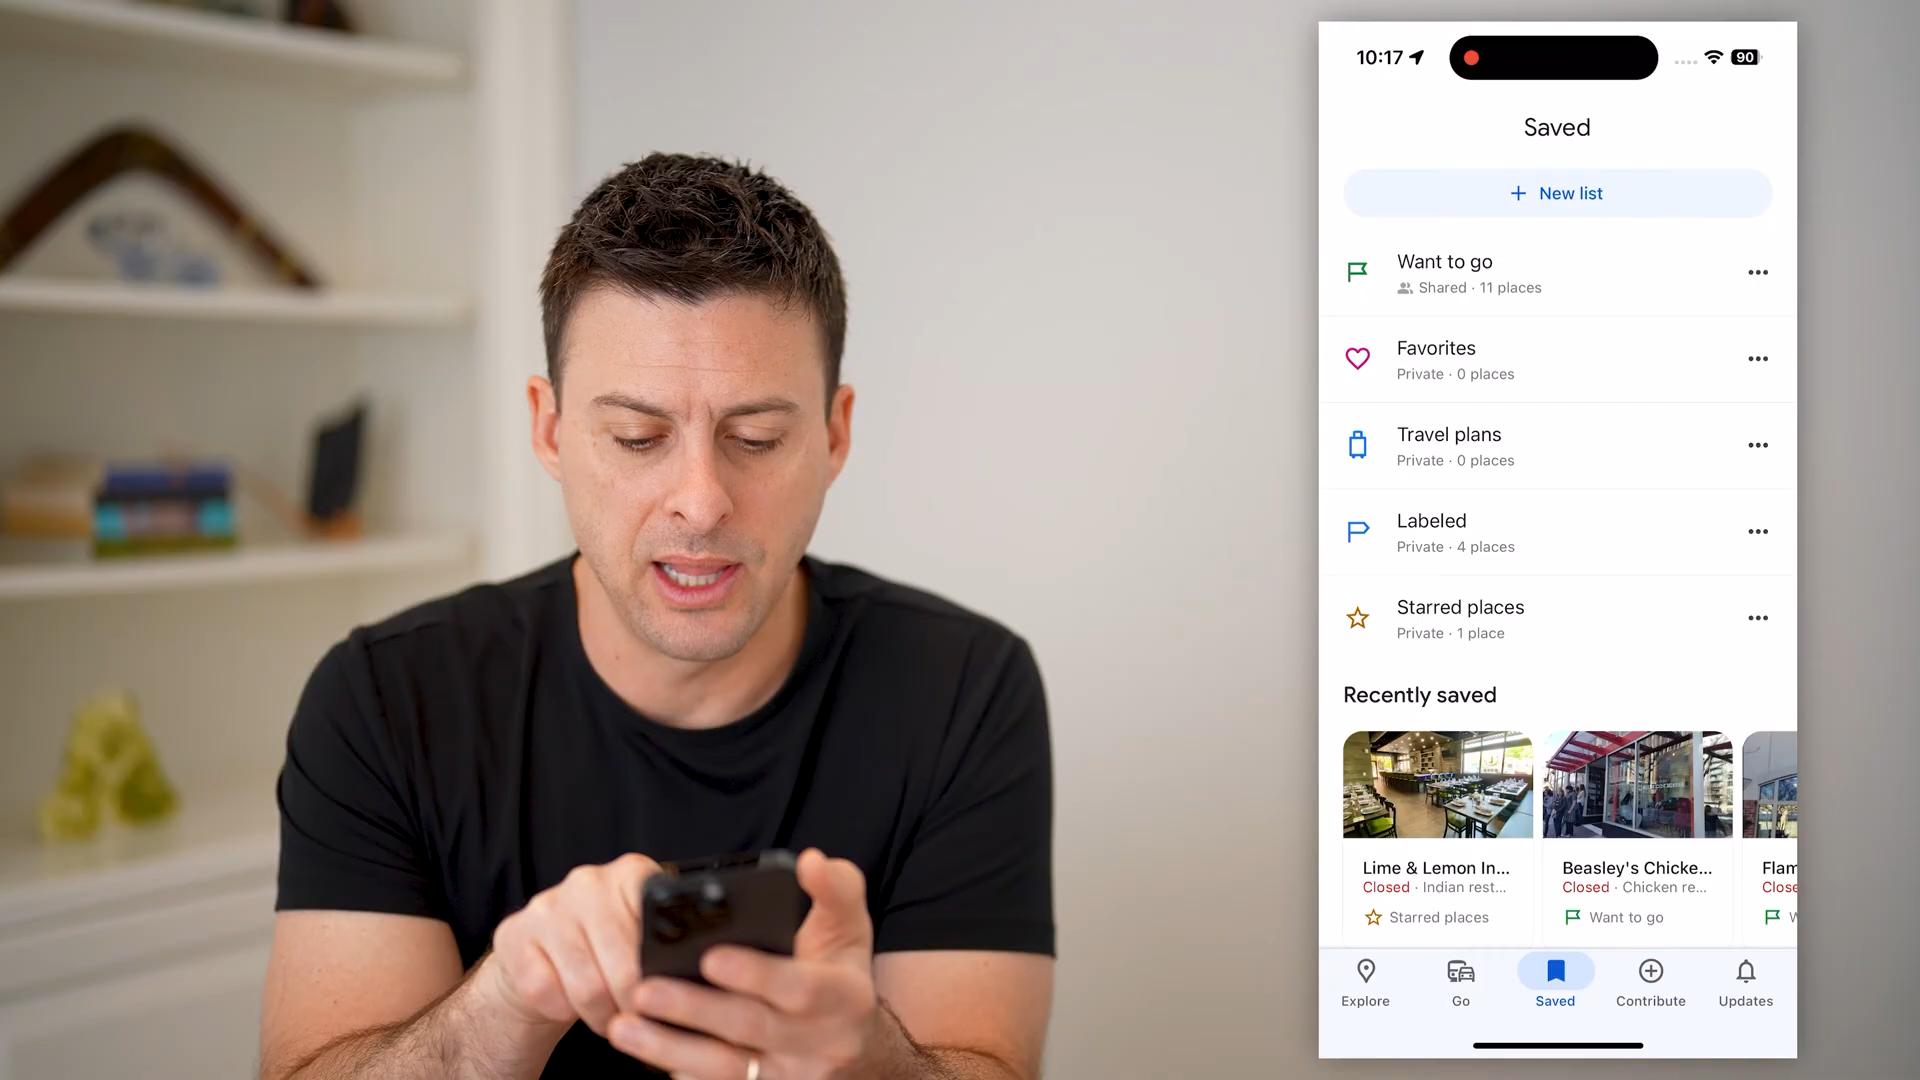 10:17
90
Saved
+ New list
Want to go
Shared · 11 places
Favorites
Private · 0 places
Travel plans
Private · 0 places
Labeled
Private · 4 places
Starred places
Private · 1 place
Recently saved
Lime & Lemon In...
Closed · Indian rest...
Starred places
Beasley's Chicke...
Closed · Chicken re...
Want to go
Flam
Close
W
Explore
Go
Saved
Contribute
Updates